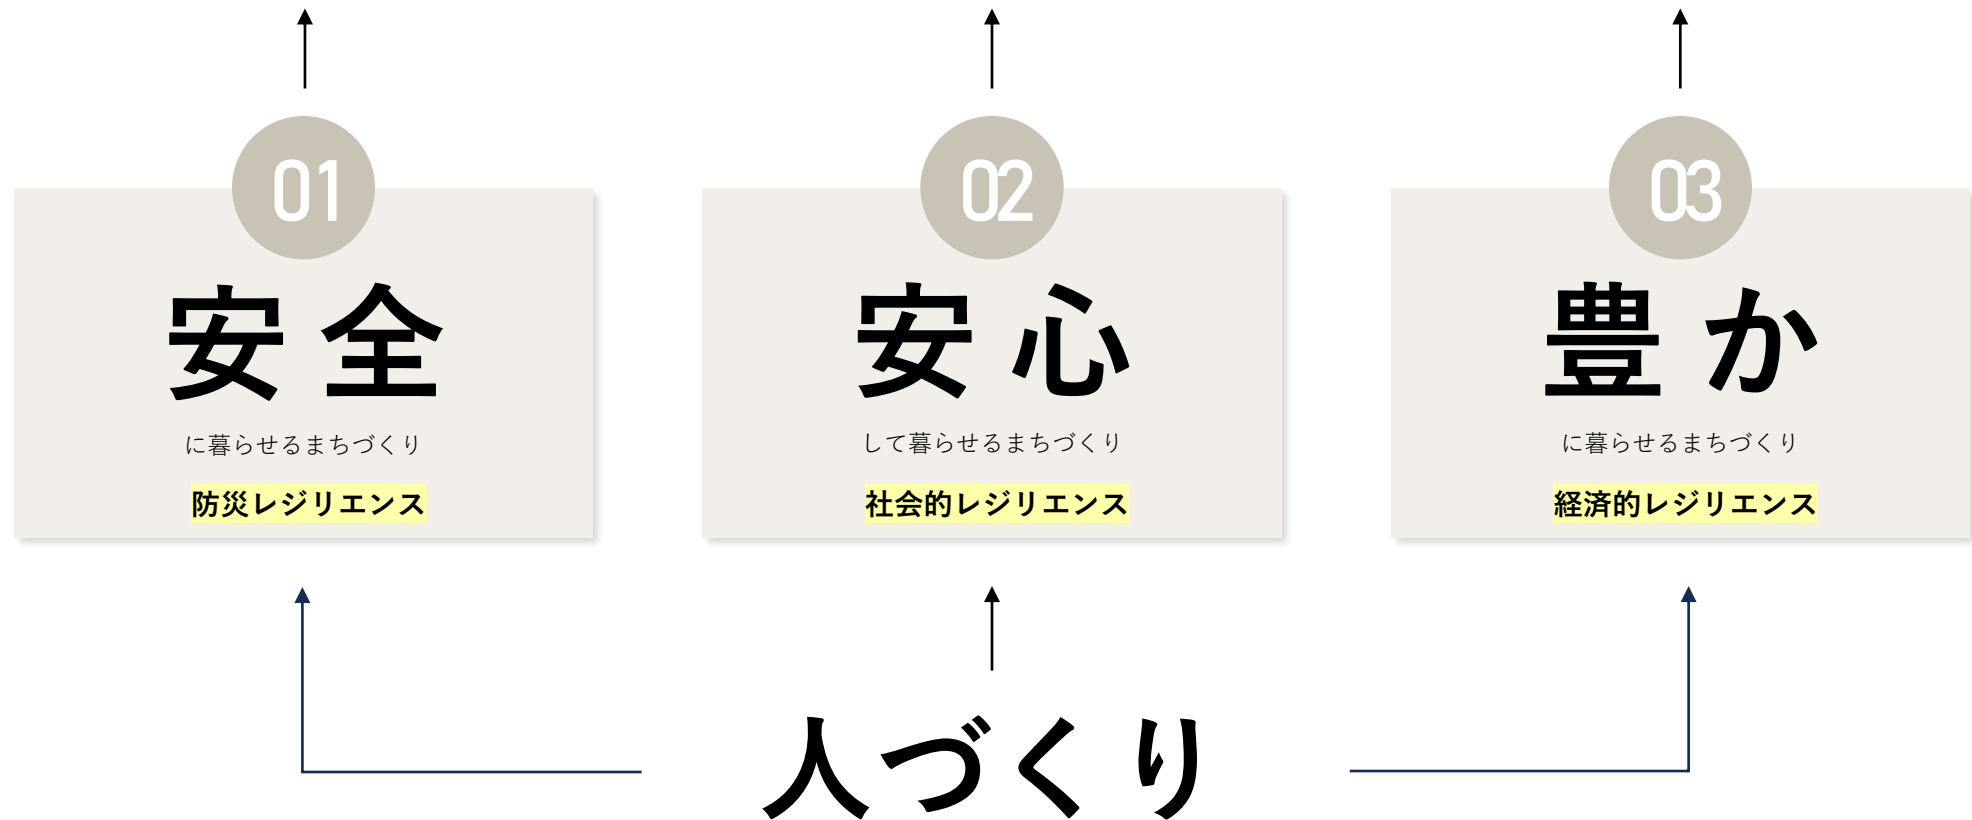 01
安全
に暮らせるまちづくり
防災レジリエンス
02
安心
して暮らせるまちづくり
社会的レジリエンス
03
豊か
に暮らせるまちづくり
経済的レジリエンス
人づくり